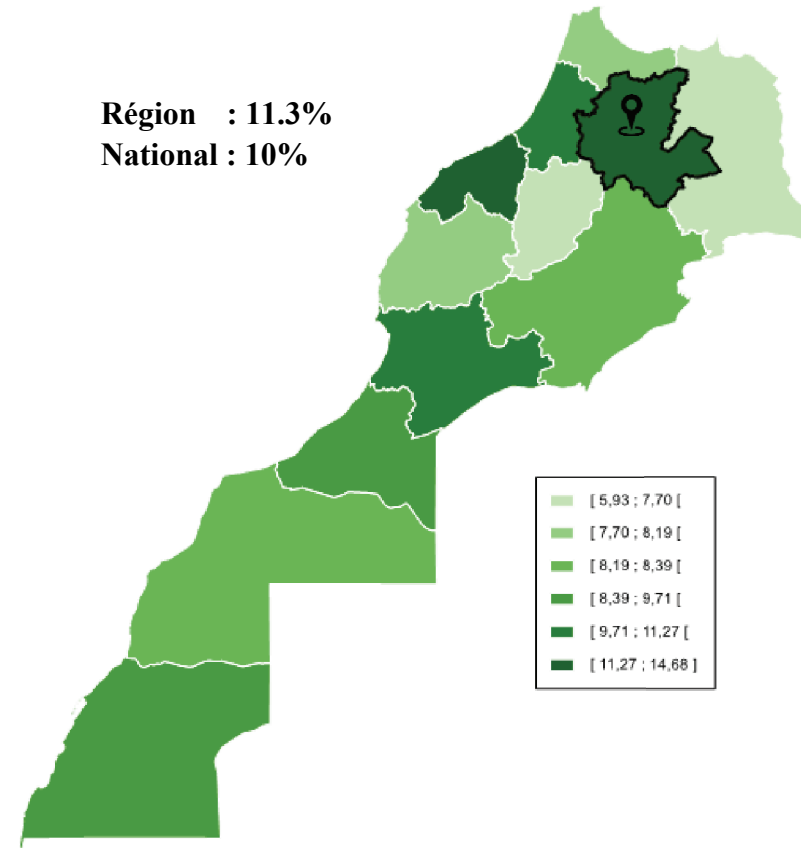 Région : 11.3%
National : 10%
[ 5,93 ; 7,70 [
[ 7,70 ; 8,19 [
[ 8,19 ; 8,39 [
[ 8,39 ; 9,71 [
[ 9,71 ; 11,27 [
[ 11,27 ; 14,68 ]